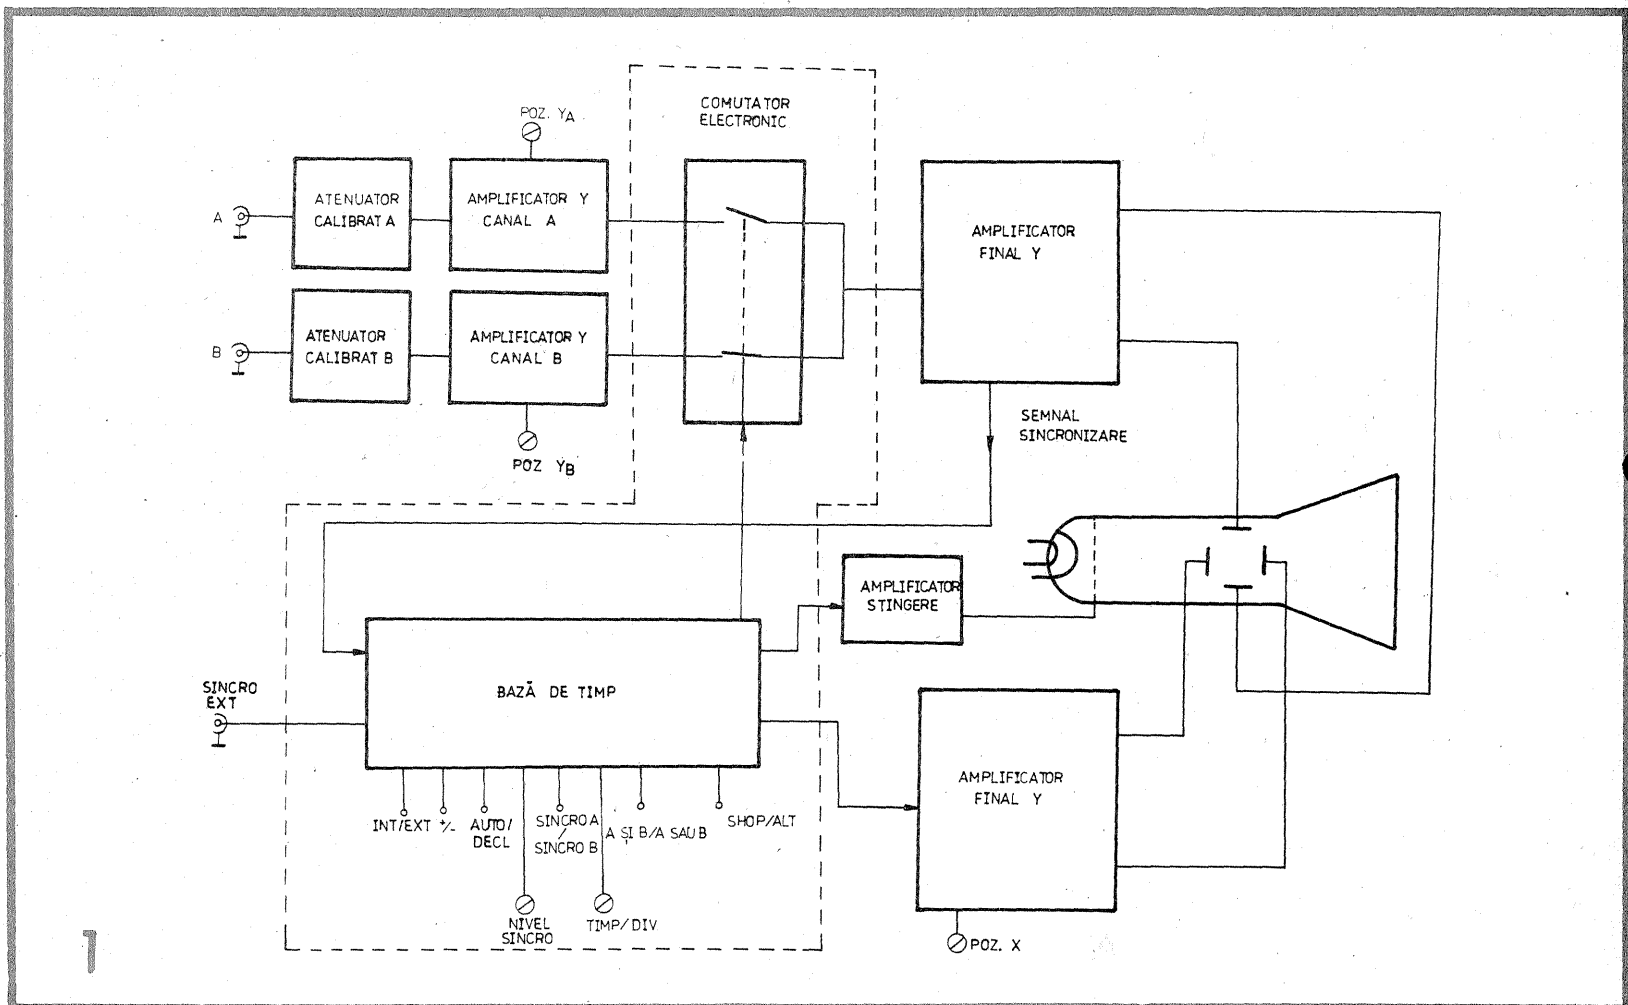 COMUTATOR
ELECTRONIC
POZ. YA
A
ATENUATOR
CALIBRAT A
AMPLIFICATOR Y
CANAL A
AMPLIFICATOR
FINAL Y
B
ATENUATOR
CALIBRAT B
AMPLIFICATOR Y
CANAL B
POZ YB
SEMNAL
SINCRONIZARE
AMPLIFICATOR
STINGERE
SINCRO
EXT
BAZĂ DE TIMP
INT/EXT
+/-
AUTO/
DECL
SINCRO A
/
SINCRO B
A ȘI B/A SAU B
SHOP/ALT
NIVEL
SINCRO
TIMP/DIV
AMPLIFICATOR
FINAL Y
POZ. X
1